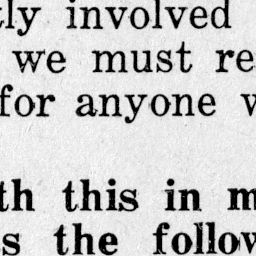 tly involved
we must re
for anyone w
th this in m
s the follow